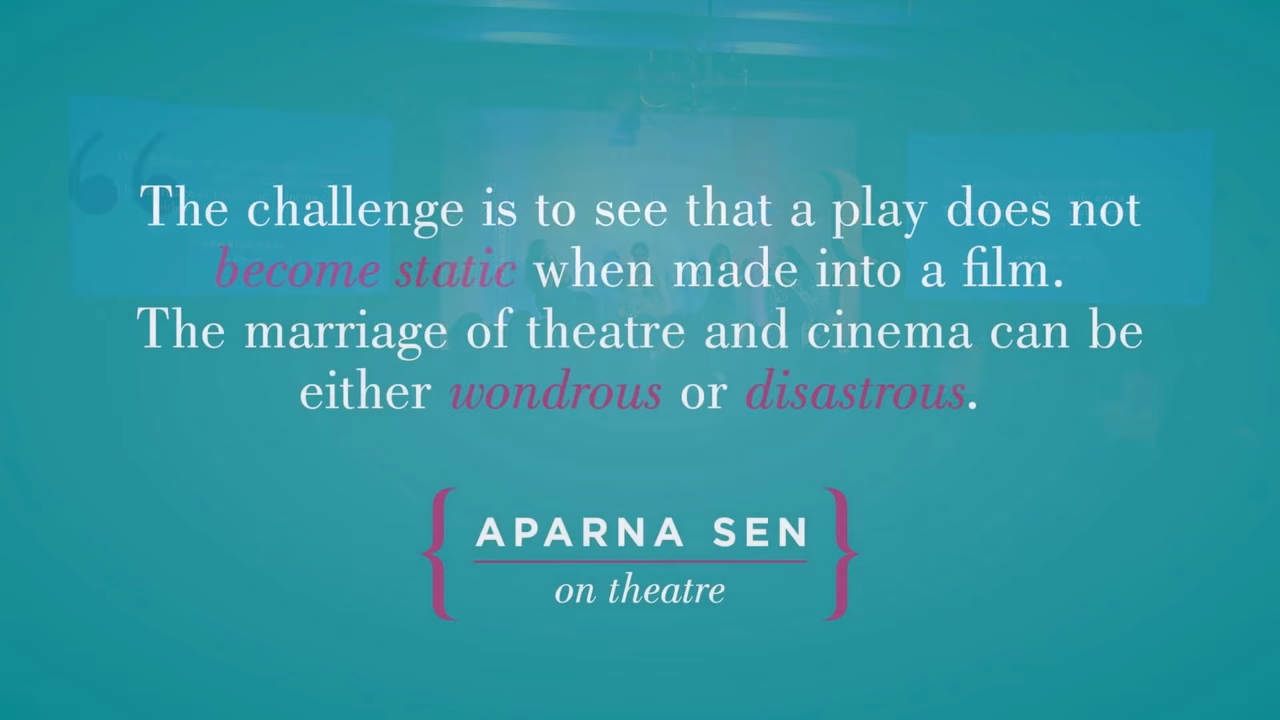 The challenge is to see that a play does not
become static when made into a film.
The marriage of theatre and cinema can be
either wondrous or disastrous.
APARNA SEN
on theatre